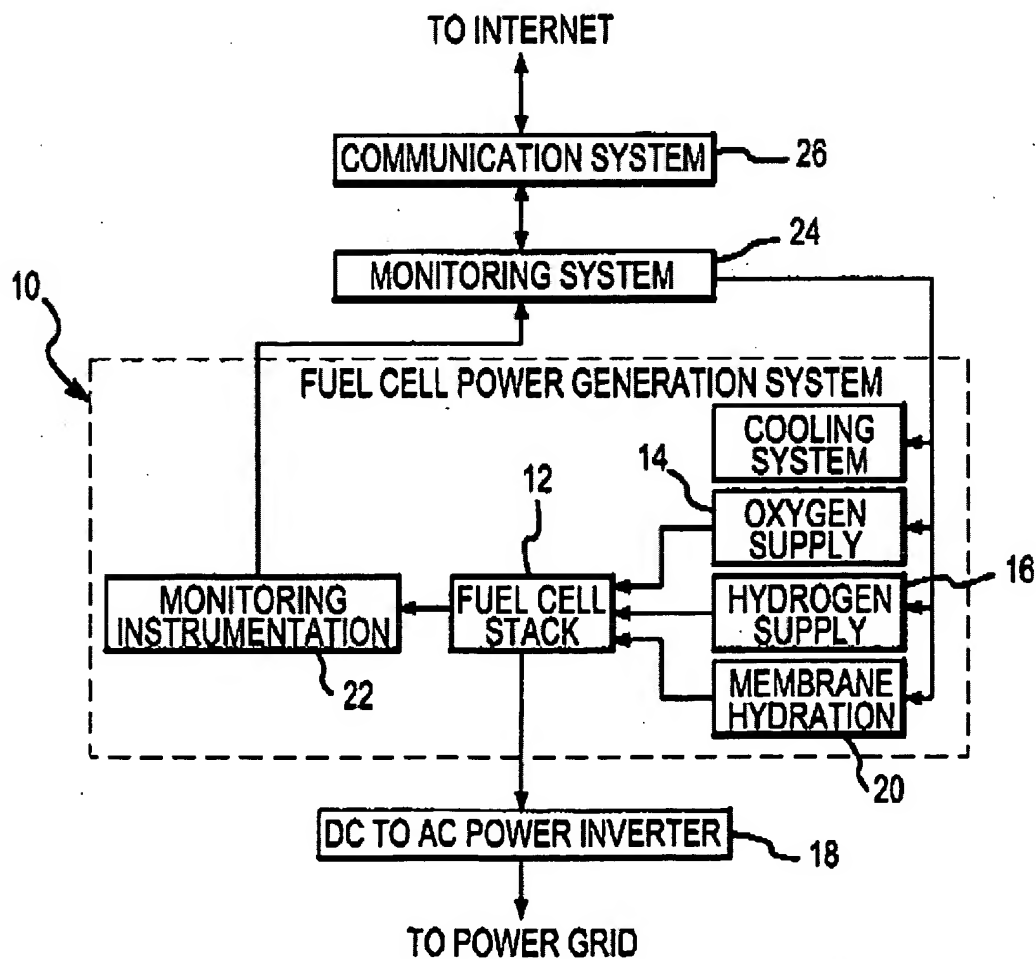 TO INTERNET
COMMUNICATION SYSTEM
26
MONITORING SYSTEM
24
10
FUEL CELL POWER GENERATION SYSTEM
COOLING
SYSTEM
14
OXYGEN
SUPPLY
12
16
HYDROGEN
SUPPLY
FUEL CELL
STACK
MONITORING
INSTRUMENTATION
22
MEMBRANE
HYDRATION
20
DC TO AC POWER INVERTER
18
TO POWER GRID